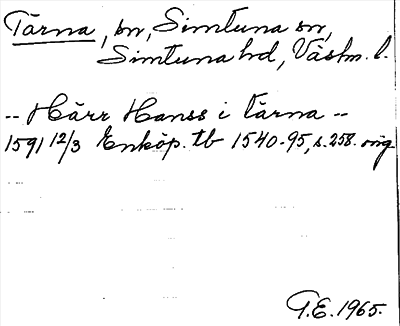 Tärna, sn, Simtuna sn,
Simtuna hd, Västm. l.
-- Härr Hanss i tärna --
1591 12/3 Enköp. tb 1540-95, s. 258. orig
G.E. 1965.